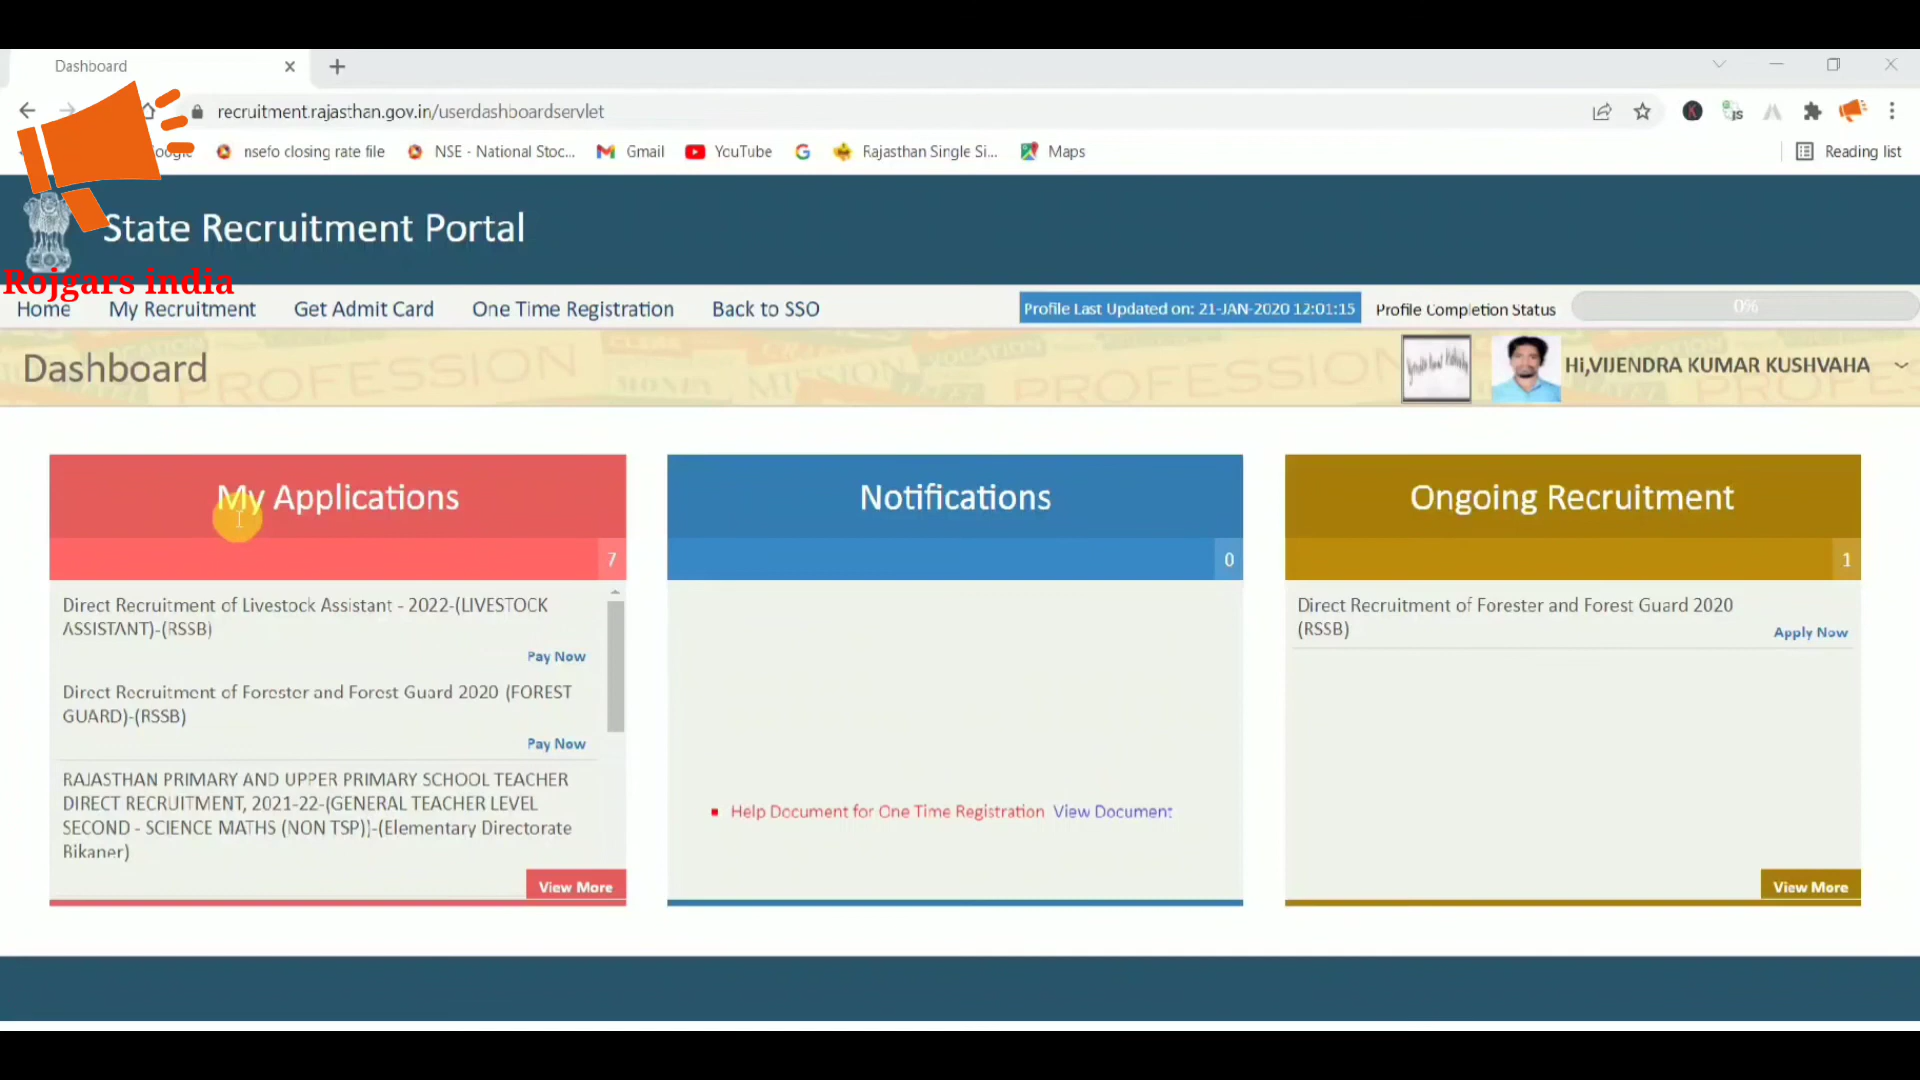 Dashboard
recruitment.rajasthan.gov.in/userdashboardservlet
Google
nsefo closing rate file
NSE - National Stoc...
Gmail
YouTube
Rajasthan Single Si...
Maps
Reading list
State Recruitment Portal
Rojgars india
Home
My Recruitment
Get Admit Card
One Time Registration
Back to SSO
Profile Last Updated on: 21-JAN-2020 12:01:15
Profile Completion Status
0%
Dashboard
Hi,VIJENDRA KUMAR KUSHVAHA
My Applications
7
Direct Recruitment of Livestock Assistant - 2022-(LIVESTOCK
ASSISTANT)-(RSSB)
Pay Now
Direct Recruitment of Forester and Forest Guard 2020 (FOREST
GUARD)-(RSSB)
Pay Now
RAJASTHAN PRIMARY AND UPPER PRIMARY SCHOOL TEACHER
DIRECT RECRUITMENT, 2021-22-(GENERAL TEACHER LEVEL
SECOND - SCIENCE MATHS (NON TSP))-(Elementary Directorate
Bikaner)
View More
Notifications
0
Help Document for One Time Registration View Document
Ongoing Recruitment
1
Direct Recruitment of Forester and Forest Guard 2020
(RSSB)
Apply Now
View More